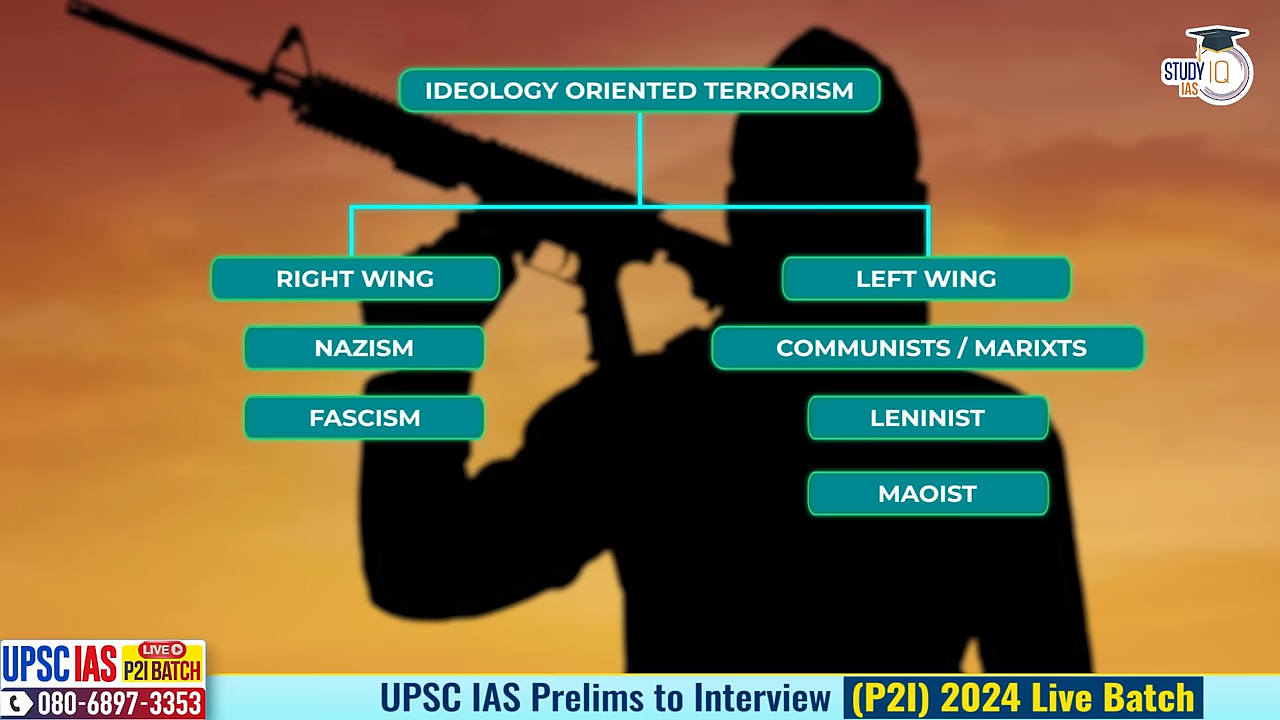 IDEOLOGY ORIENTED TERRORISM
STUDY IQ
IAS
RIGHT WING
LEFT WING
NAZISM
COMMUNISTS / MARIXTS
FASCISM
LENINIST
MAOIST
UPSC IAS LIVE
P2I BATCH
080-6897-3353
UPSC IAS Prelims to Interview (P2I) 2024 Live Batch